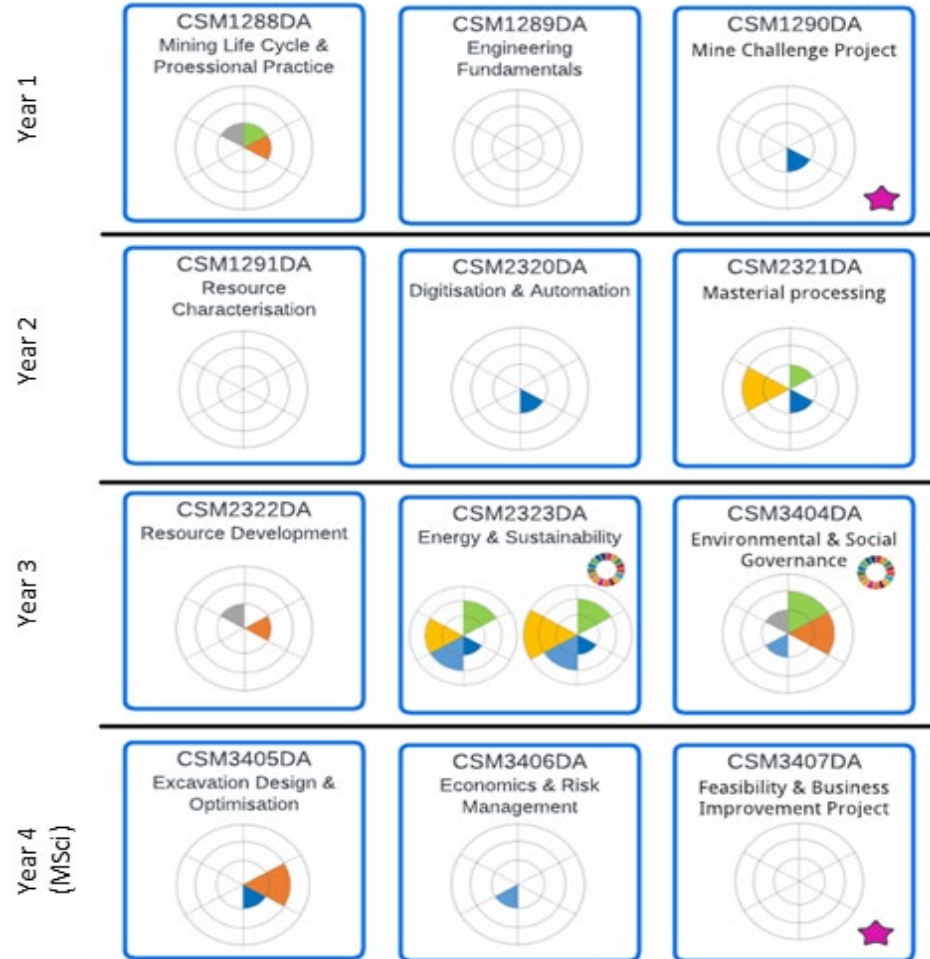 Year 1
CSM1288DA
Mining Life Cycle &
Proessional Practice
CSM1289DA
Engineering
Fundamentals
CSM1290DA
Mine Challenge Project
Year 2
CSM1291DA
Resource
Characterisation
CSM2320DA
Digitisation & Automation
CSM2321DA
Masterial processing
Year 3
CSM2322DA
Resource Development
CSM2323DA
Energy & Sustainability
CSM3404DA
Environmental & Social
Governance
Year 4
(MSci)
CSM3405DA
Excavation Design &
Optimisation
CSM3406DA
Economics & Risk
Management
CSM3407DA
Feasibility & Business
Improvement Project